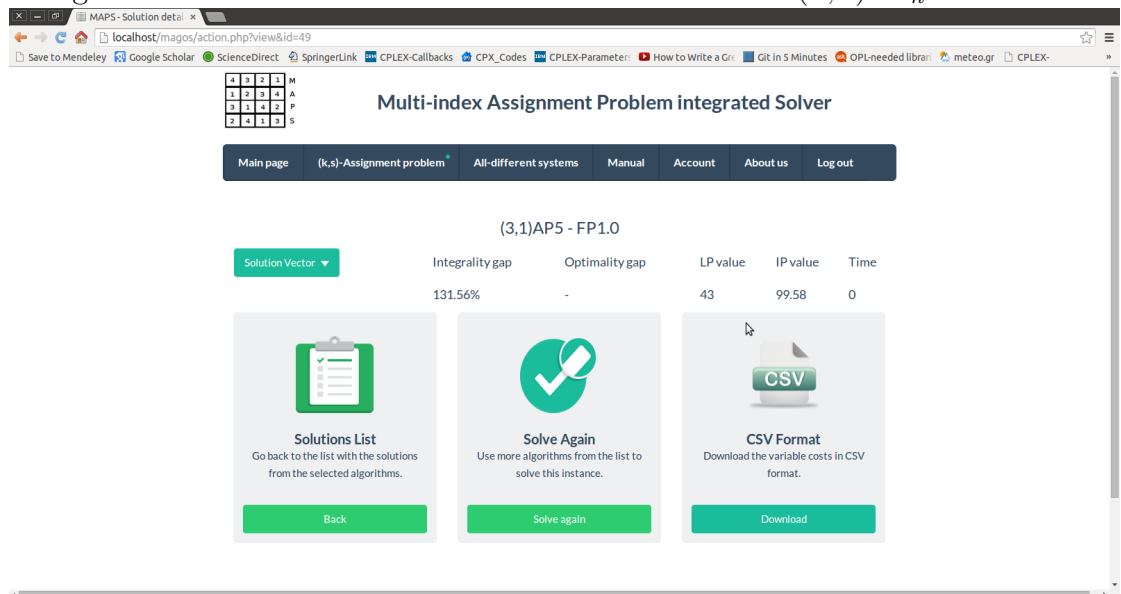 MAPS - Solution detai ×
localhost/magos/action.php?view&id=49
Save to Mendeley Google Scholar ScienceDirect SpringerLink CPLEX-Callbacks CPX_Codes CPLEX-Parameter How to Write a Gre Git in 5 Minutes OPL-needed librari meteo.gr CPLEX- »
4 3 2 1 M
1 2 3 4 A
3 1 4 2 P
2 4 1 3 S
Multi-index Assignment Problem integrated Solver
Main page (k,s)-Assignment problem* All-different systems Manual Account About us Log out
(3,1)AP5 - FP1.0
Solution Vector Integrality gap Optimality gap LP value IP value Time
131.56% - 43 99.58 0
CSV
Solutions List
Go back to the list with the solutions
from the selected algorithms.
Back
Solve Again
Use more algorithms from the list to
solve this instance.
Solve again
CSV Format
Download the variable costs in CSV
format.
Download